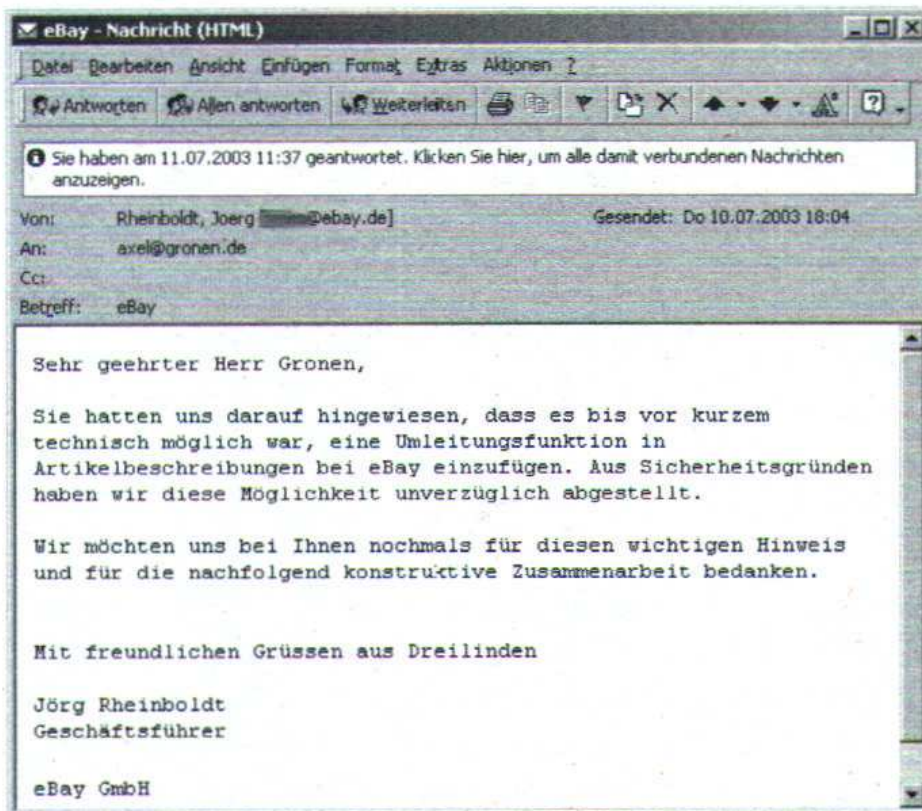 eBay - Nachricht (HTML)
Datei Bearbeiten Ansicht Einfügen Format Extras Aktionen ?
Antworten Allen antworten Weiterleiten
Sie haben am 11.07.2003 11:37 geantwortet. Klicken Sie hier, um alle damit verbundenen Nachrichten
anzuzeigen.
Von: Rheinboldt, Joerg @ebay.de] Gesendet: Do 10.07.2003 18:04
An: axel@gronen.de
Cc:
Betreff: eBay
Sehr geehrter Herr Gronen,
Sie hatten uns darauf hingewiesen, dass es bis vor kurzem
technisch möglich war, eine Umleitungsfunktion in
Artikelbeschreibungen bei eBay einzufügen. Aus Sicherheitsgründen
haben wir diese Möglichkeit unverzüglich abgestellt.
Wir möchten uns bei Ihnen nochmals für diesen wichtigen Hinweis
und für die nachfolgend konstruktive Zusammenarbeit bedanken.
Mit freundlichen Grüssen aus Dreilinden
Jörg Rheinboldt
Geschäftsführer
eBay GmbH